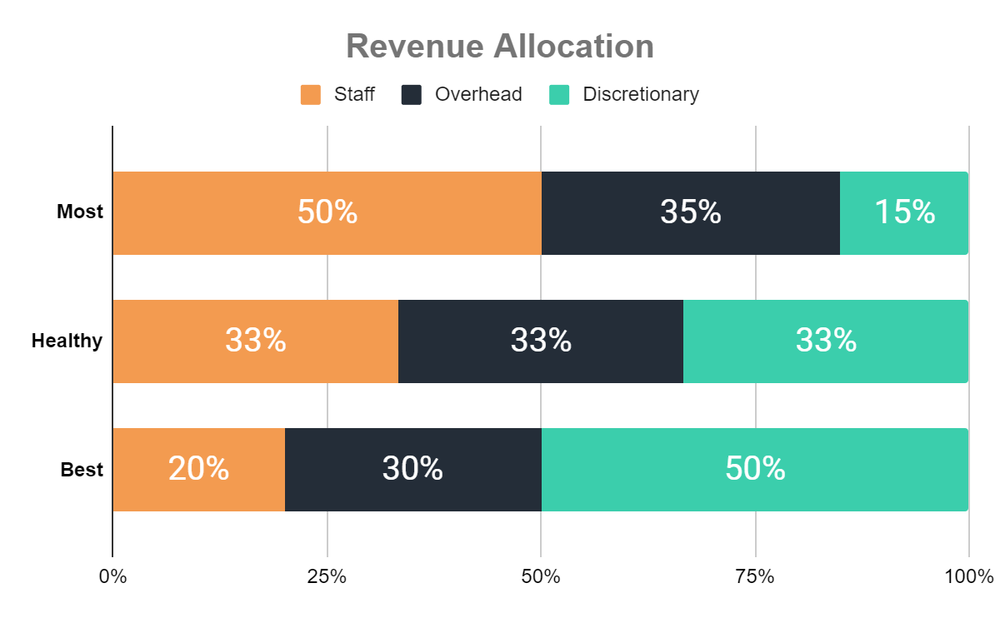 Revenue Allocation
Staff Overhead Discretionary
Most 50% 35% 15%
Healthy 33% 33% 33%
Best 20% 30% 50%
0% 25% 50% 75% 100%